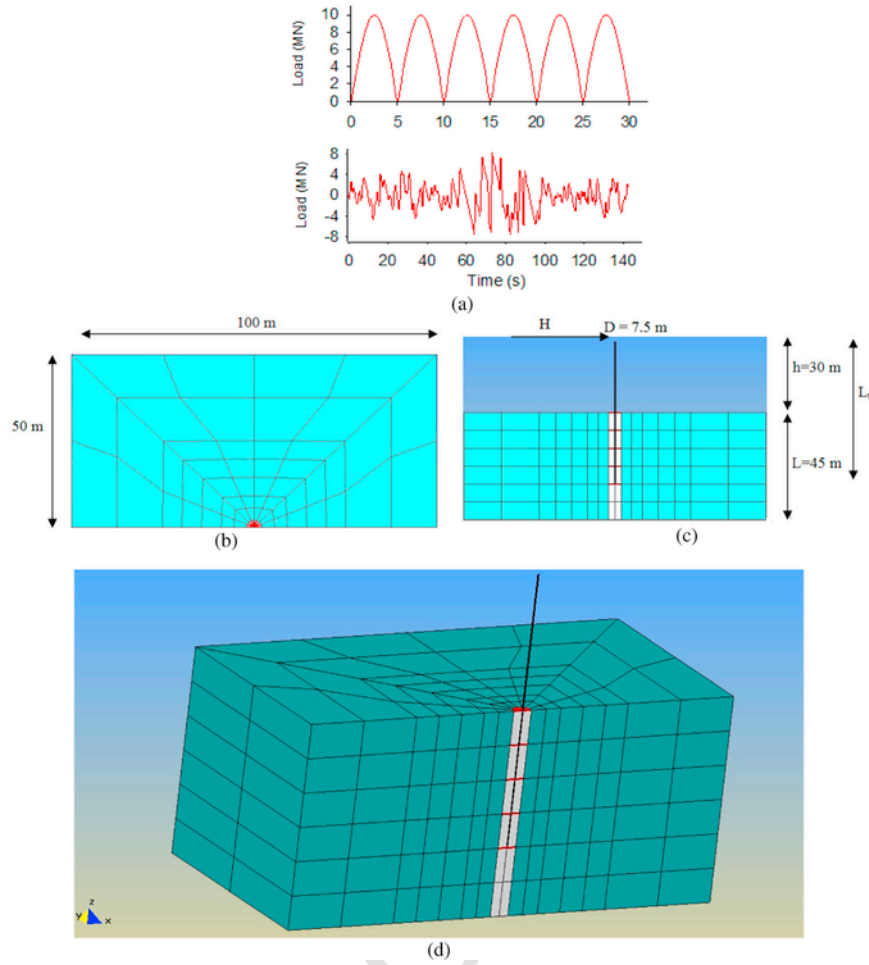 Load (MN)
10
8
6
4
2
0
0 5 10 15 20 25 30
Load (MN)
8
4
0
-4
-8
0 20 40 60 80 100 120 140
Time (s)
(a)
100 m
50 m
(b)
H D = 7.5 m
h=30 m
L=45 m
(c)
z
y x
(d)